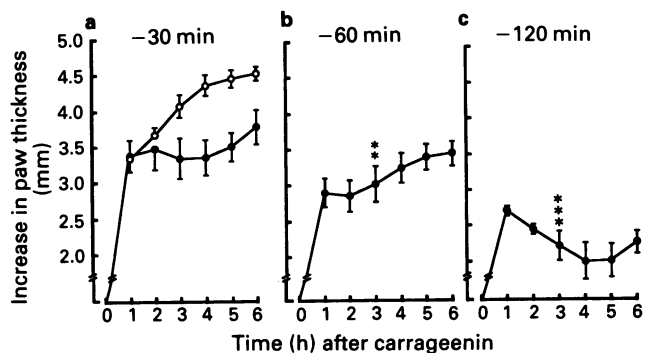 a
−30 min
b
−60 min
c
−120 min
Increase in paw thickness
(mm)
5.0
4.5
4.0
3.5
3.0
2.5
2.0
**
***
0 1 2 3 4 5 6
0 1 2 3 4 5 6
0 1 2 3 4 5 6
Time (h) after carrageenin